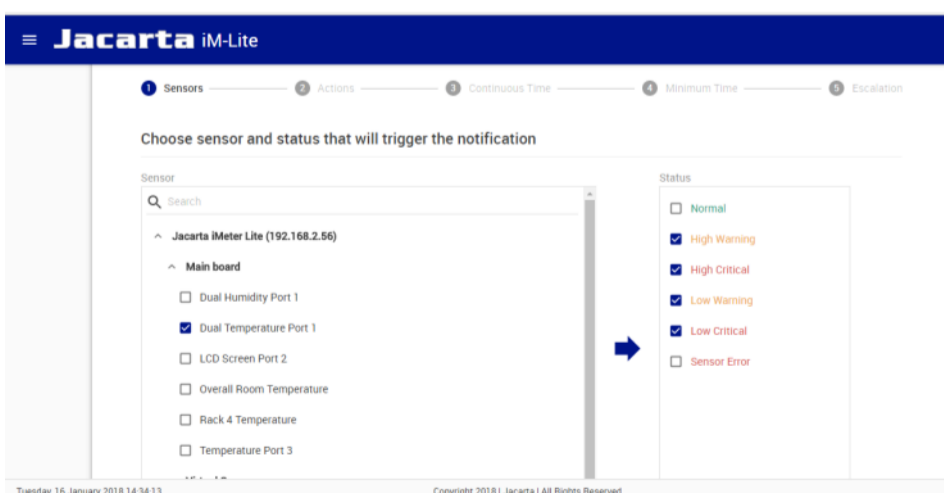 Jacarta iM-Lite
1 Sensors 2 Actions 3 Continuous Time 4 Minimum Time 5 Escalation
Choose sensor and status that will trigger the notification
Sensor
Search
Jacarta iMeter Lite (192.168.2.56)
Main board
Dual Humidity Port 1
Dual Temperature Port 1
LCD Screen Port 2
Overall Room Temperature
Rack 4 Temperature
Temperature Port 3
Status
Normal
High Warning
High Critical
Low Warning
Low Critical
Sensor Error
Tuesday, 16 January 2018 14:34:13
Copyright 2018 | Jacarta | All Rights Reserved